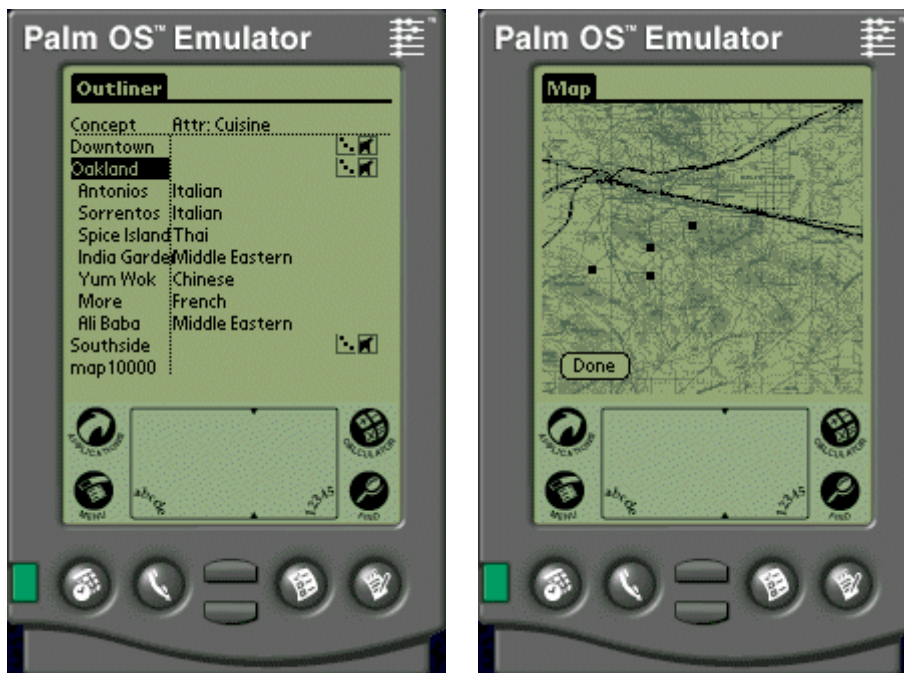 Palm OS™ Emulator
Outliner
Concept Attr: Cuisine
Downtown
Oakland
Antonios Italian
Sorrentos Italian
Spice Island Thai
India Garde Middle Eastern
Yum Wok Chinese
More French
Ali Baba Middle Eastern
Southside
map10000
APPLICATIONS
CALCULATOR
MENU
abcde
12345
FIND
Palm OS™ Emulator
Map
Done
APPLICATIONS
CALCULATOR
MENU
abcde
12345
FIND